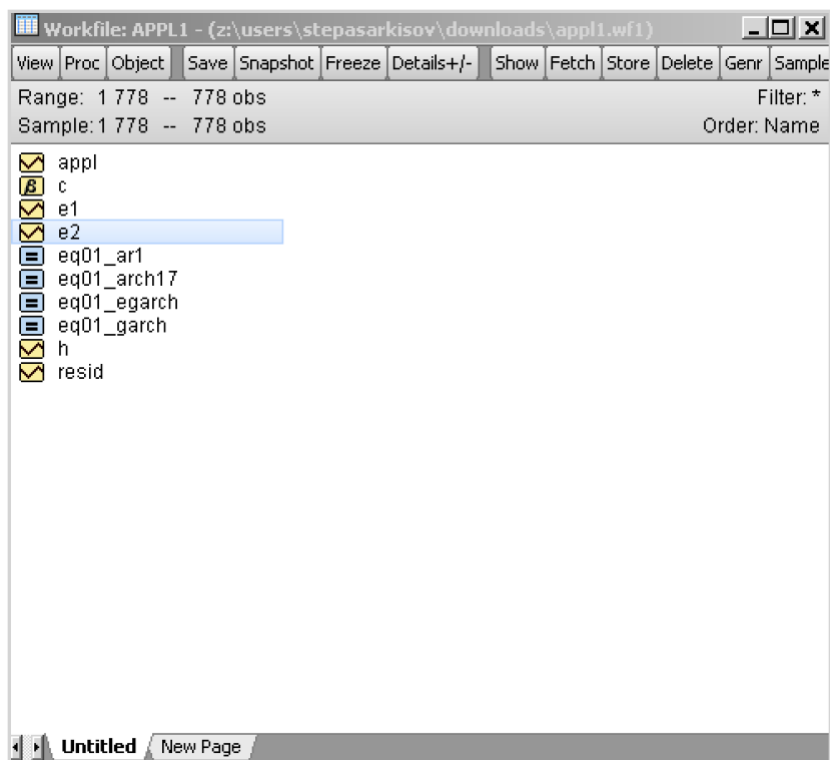 Workfile: APPL1 - (z:\users\stepasarkisov\downloads\appl1.wf1)
View Proc Object Save Snapshot Freeze Details+/- Show Fetch Store Delete Genr Sample
Range: 1 778 -- 778 obs Filter: *
Sample: 1 778 -- 778 obs Order: Name
appl
β c
e1
e2
= eq01_ar1
= eq01_arch17
= eq01_egarch
= eq01_garch
h
resid
Untitled New Page